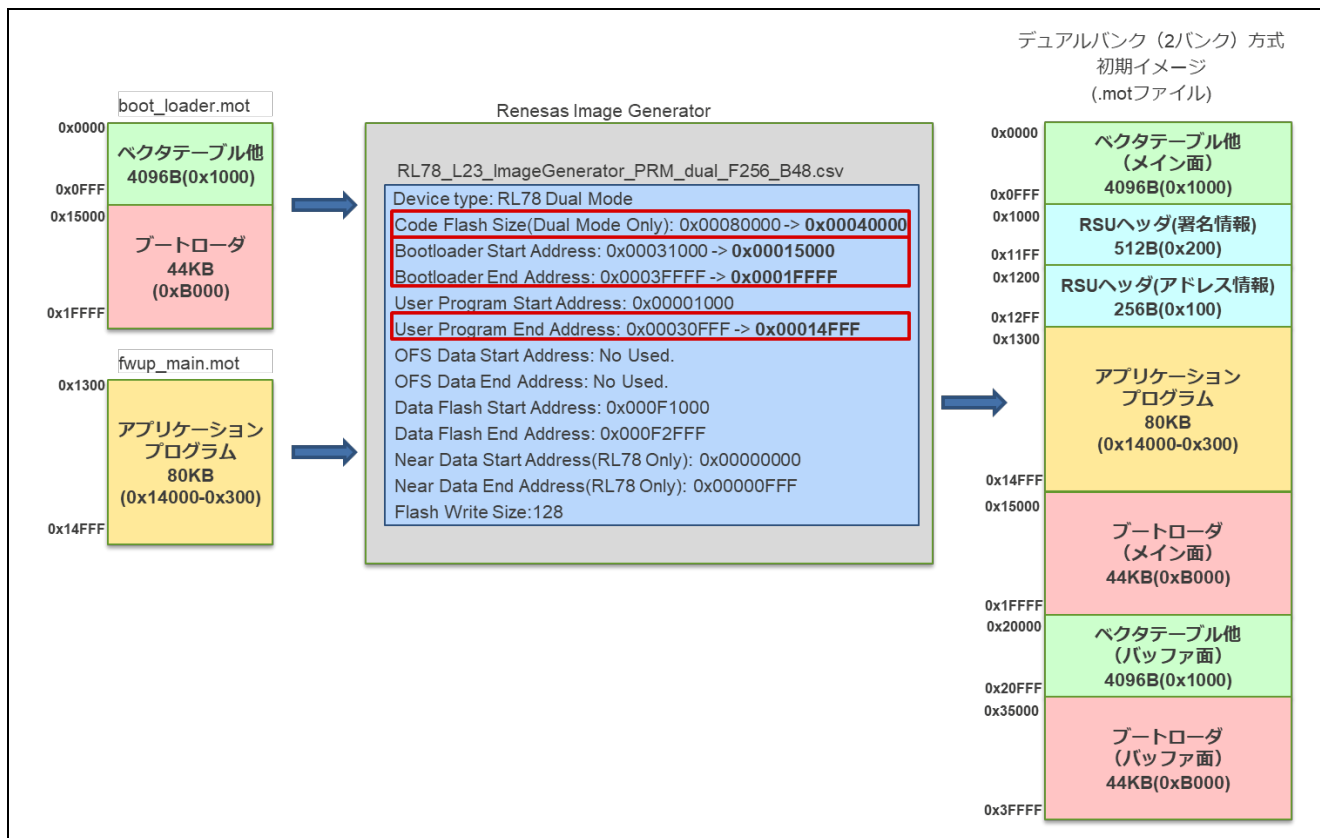 boot_loader.mot
0x0000
ベクタテーブル他
4096B(0x1000)
0x0FFF
0x15000
ブートローダ
44KB
(0xB000)
0x1FFFF
fwup_main.mot
0x1300
アプリケーション
プログラム
80KB
(0x14000-0x300)
0x14FFF
Renesas Image Generator
RL78_L23_ImageGenerator_PRM_dual_F256_B48.csv
Device type: RL78 Dual Mode
Code Flash Size(Dual Mode Only): 0x00080000 -> 0x00040000
Bootloader Start Address: 0x00031000 -> 0x00015000
Bootloader End Address: 0x0003FFFF -> 0x0001FFFF
User Program Start Address: 0x00001000
User Program End Address: 0x00030FFF -> 0x00014FFF
OFS Data Start Address: No Used.
OFS Data End Address: No Used.
Data Flash Start Address: 0x000F1000
Data Flash End Address: 0x000F2FFF
Near Data Start Address(RL78 Only): 0x00000000
Near Data End Address(RL78 Only): 0x00000FFF
Flash Write Size:128
デュアルバンク（2バンク）方式
初期イメージ
(.motファイル)
0x0000
ベクタテーブル他
（メイン面）
4096B(0x1000)
0x0FFF
0x1000
RSUヘッダ(署名情報)
512B(0x200)
0x11FF
0x1200
RSUヘッダ(アドレス情報)
256B(0x100)
0x12FF
0x1300
アプリケーション
プログラム
80KB
(0x14000-0x300)
0x14FFF
0x15000
ブートローダ
（メイン面）
44KB(0xB000)
0x1FFFF
0x20000
ベクタテーブル他
（バッファ面）
4096B(0x1000)
0x20FFF
0x35000
ブートローダ
（バッファ面）
44KB(0xB000)
0x3FFFF